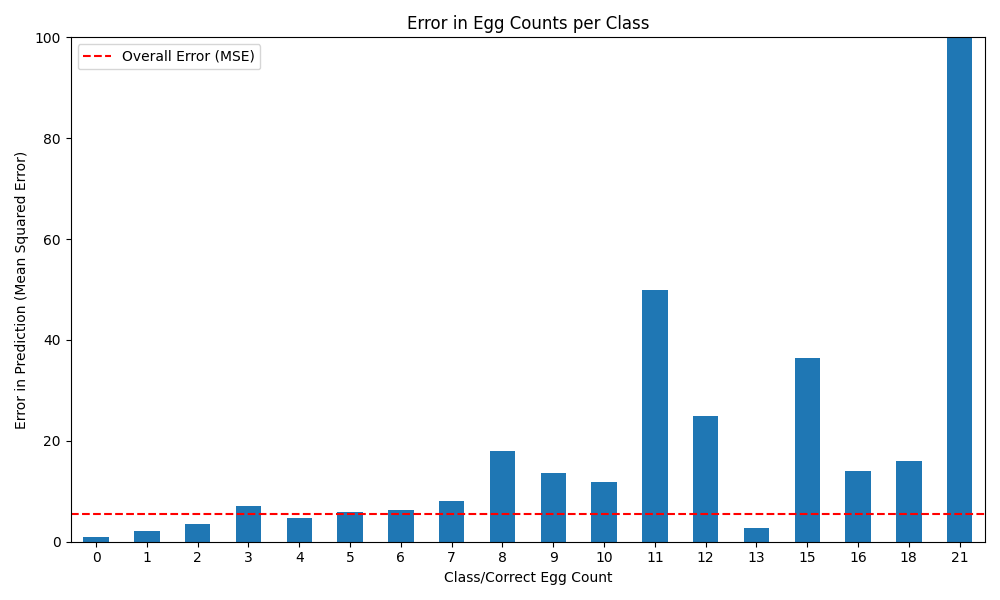 Error in Egg Counts per Class
Overall Error (MSE)
Error in Prediction (Mean Squared Error)
100
80
60
40
20
0
0 1 2 3 4 5 6 7 8 9 10 11 12 13 15 16 18 21
Class/Correct Egg Count